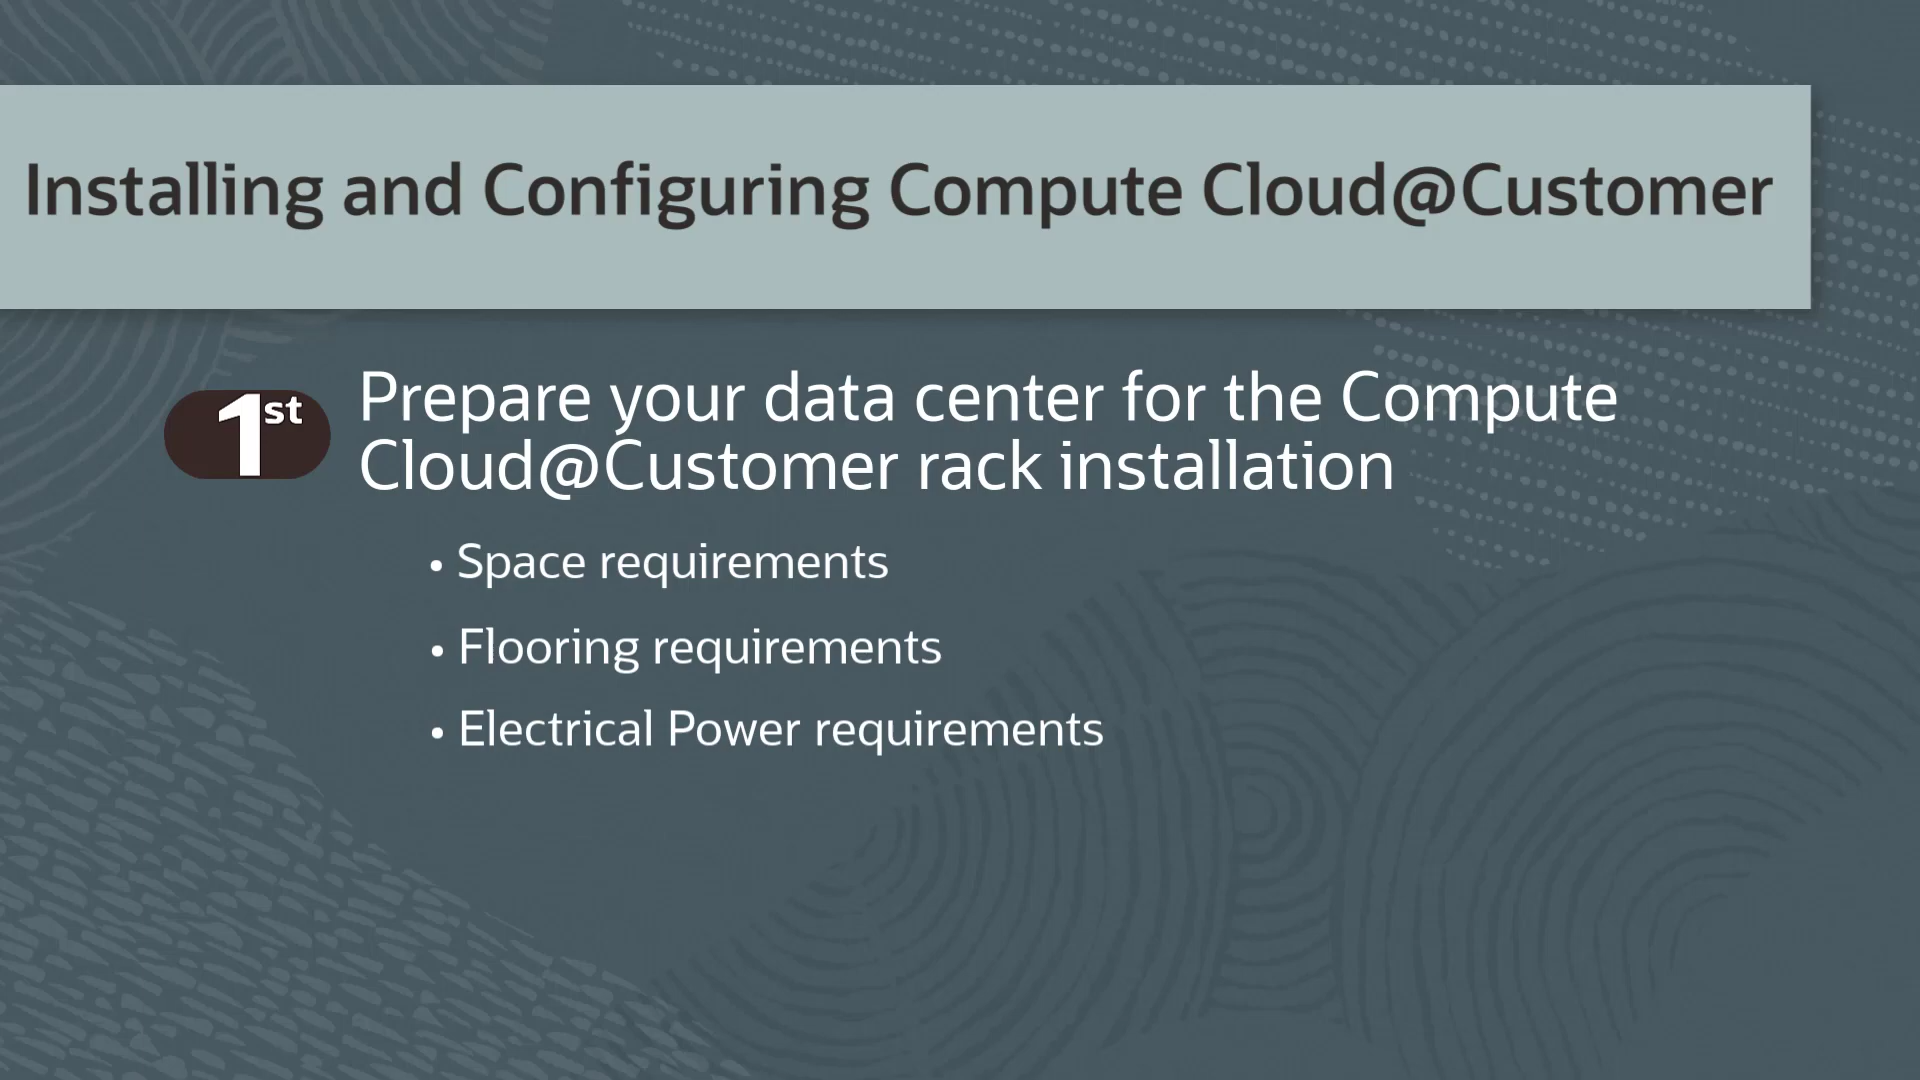 Installing and Configuring Compute Cloud@Customer
1st
Prepare your data center for the Compute
Cloud@Customer rack installation
• Space requirements
• Flooring requirements
• Electrical Power requirements